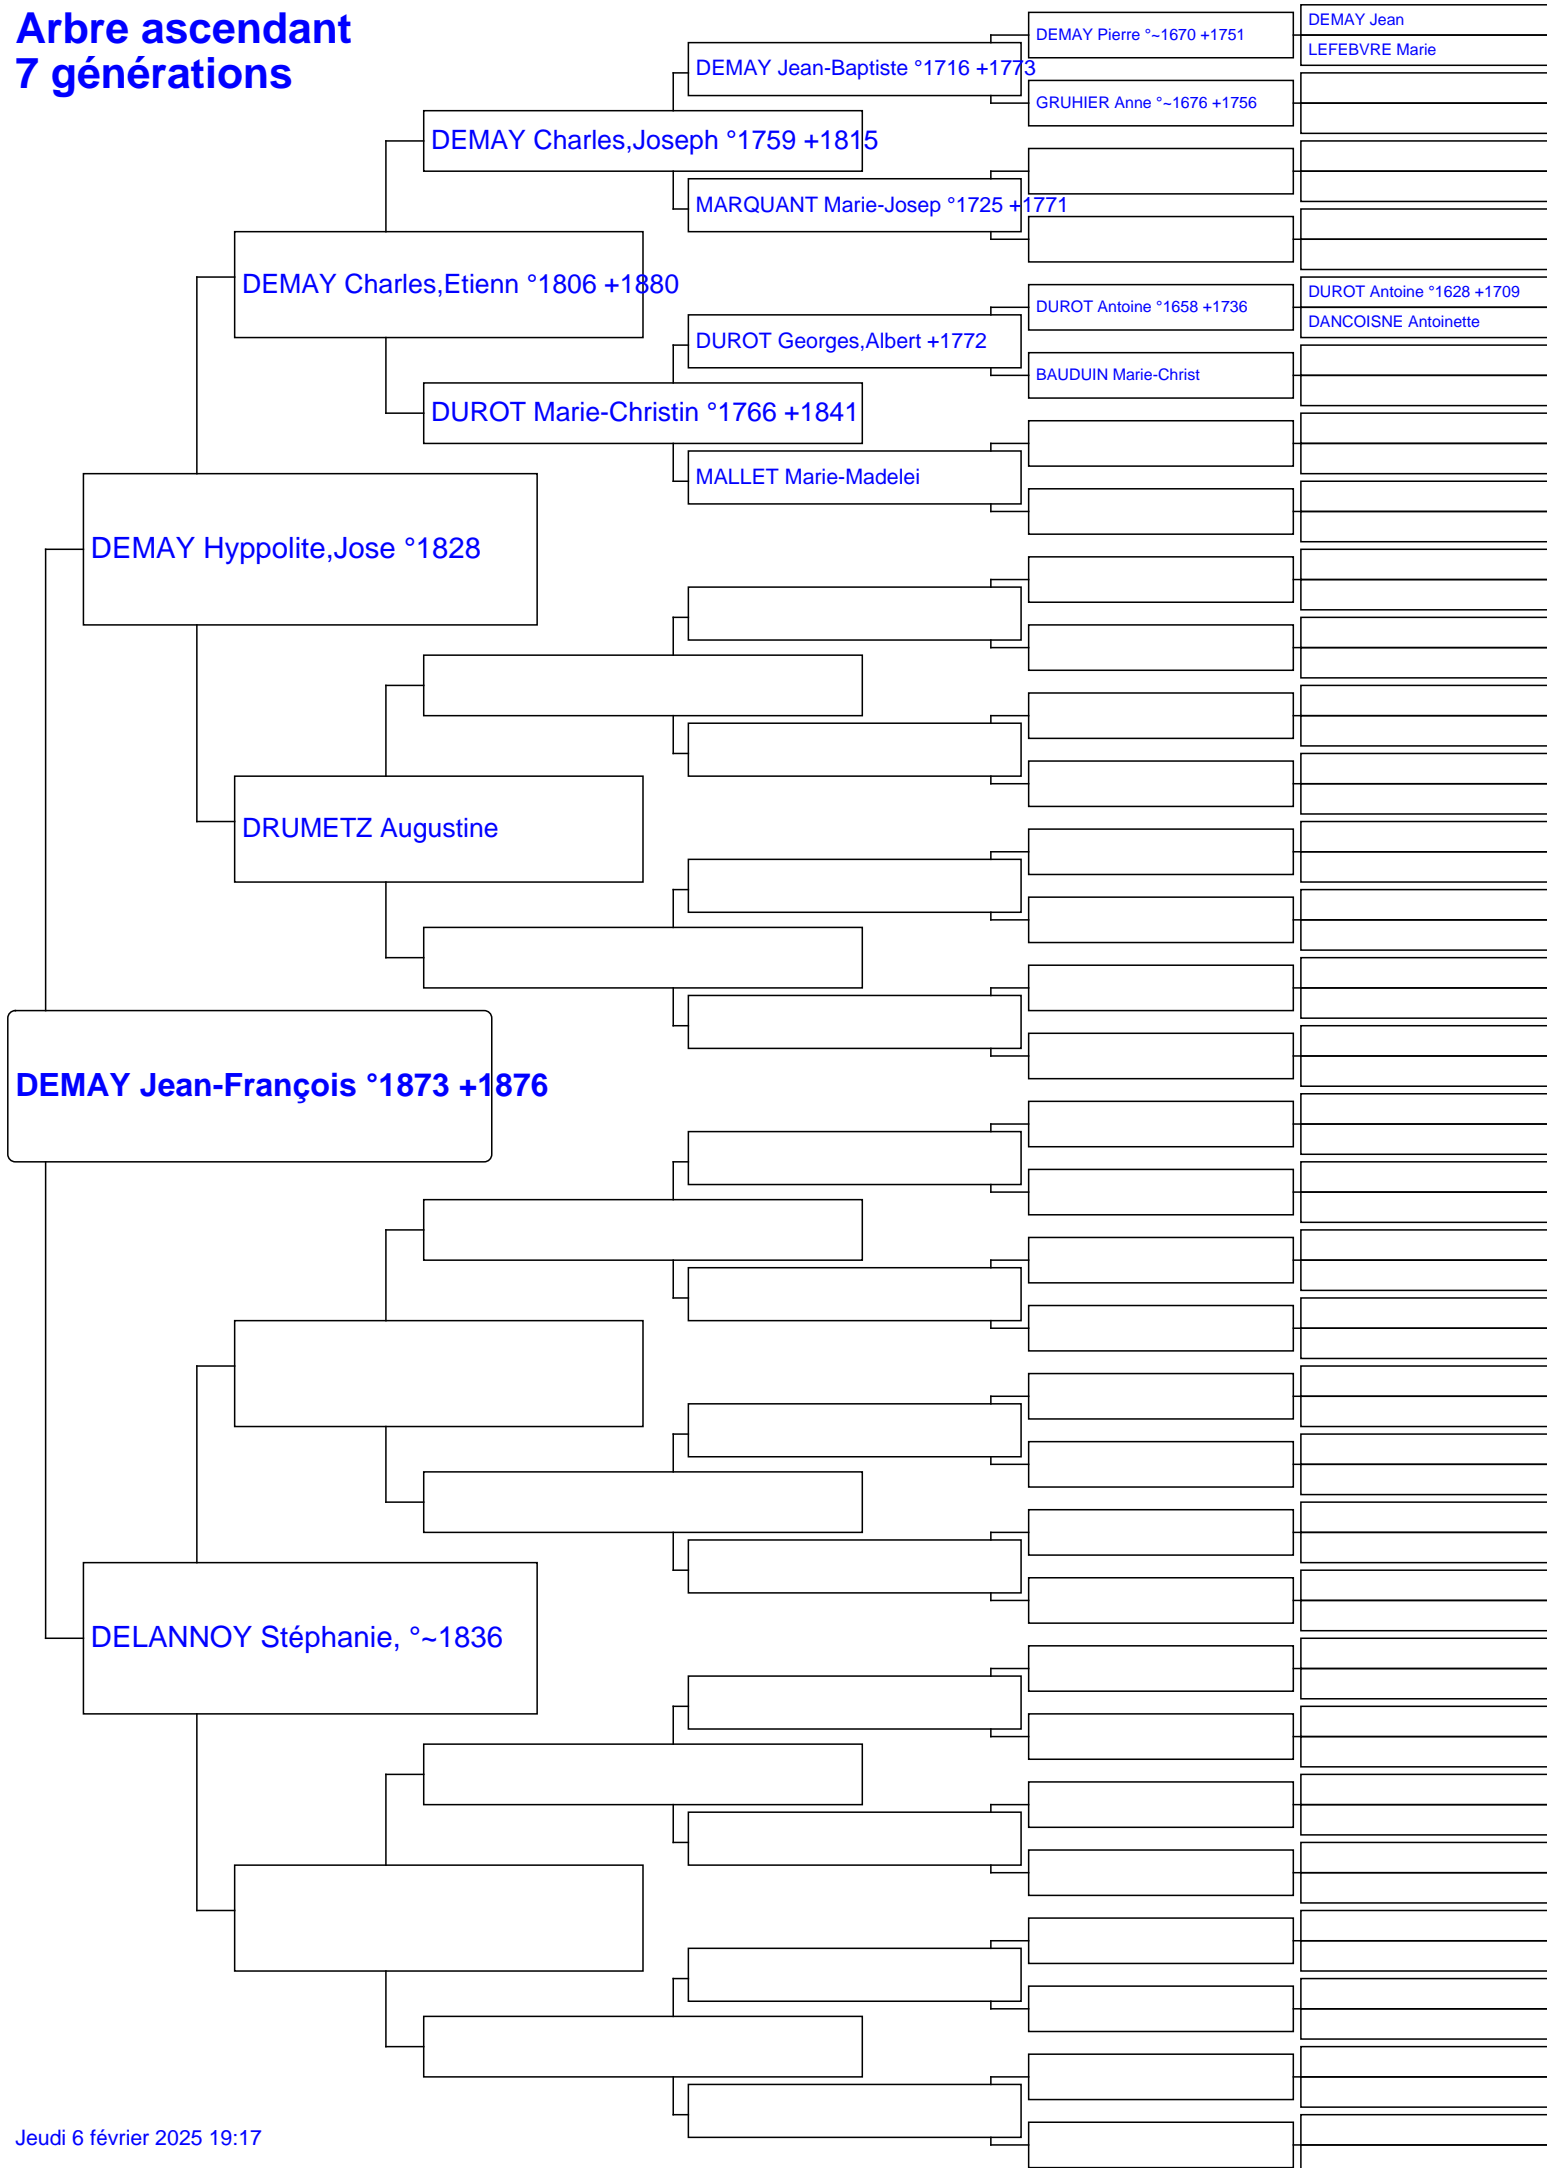 Arbre ascendant
7 générations
DEMAY Jean
DEMAY Pierre °~1670 +1751
LEFEBVRE Marie
DEMAY Jean-Baptiste °1716 +1773
GRUHIER Anne °~1676 +1756
DEMAY Charles,Joseph °1759 +1815
MARQUANT Marie-Josep °1725 +1771
DEMAY Charles,Etienn °1806 +1880
DUROT Antoine °1628 +1709
DUROT Antoine °1658 +1736
DANCOISNE Antoinette
DUROT Georges,Albert +1772
BAUDUIN Marie-Christ
DUROT Marie-Christin °1766 +1841
MALLET Marie-Madelei
DEMAY Hyppolite,Jose °1828
DRUMETZ Augustine
DEMAY Jean-François °1873 +1876
DELANNOY Stéphanie, °~1836
Jeudi 6 février 2025 19:17